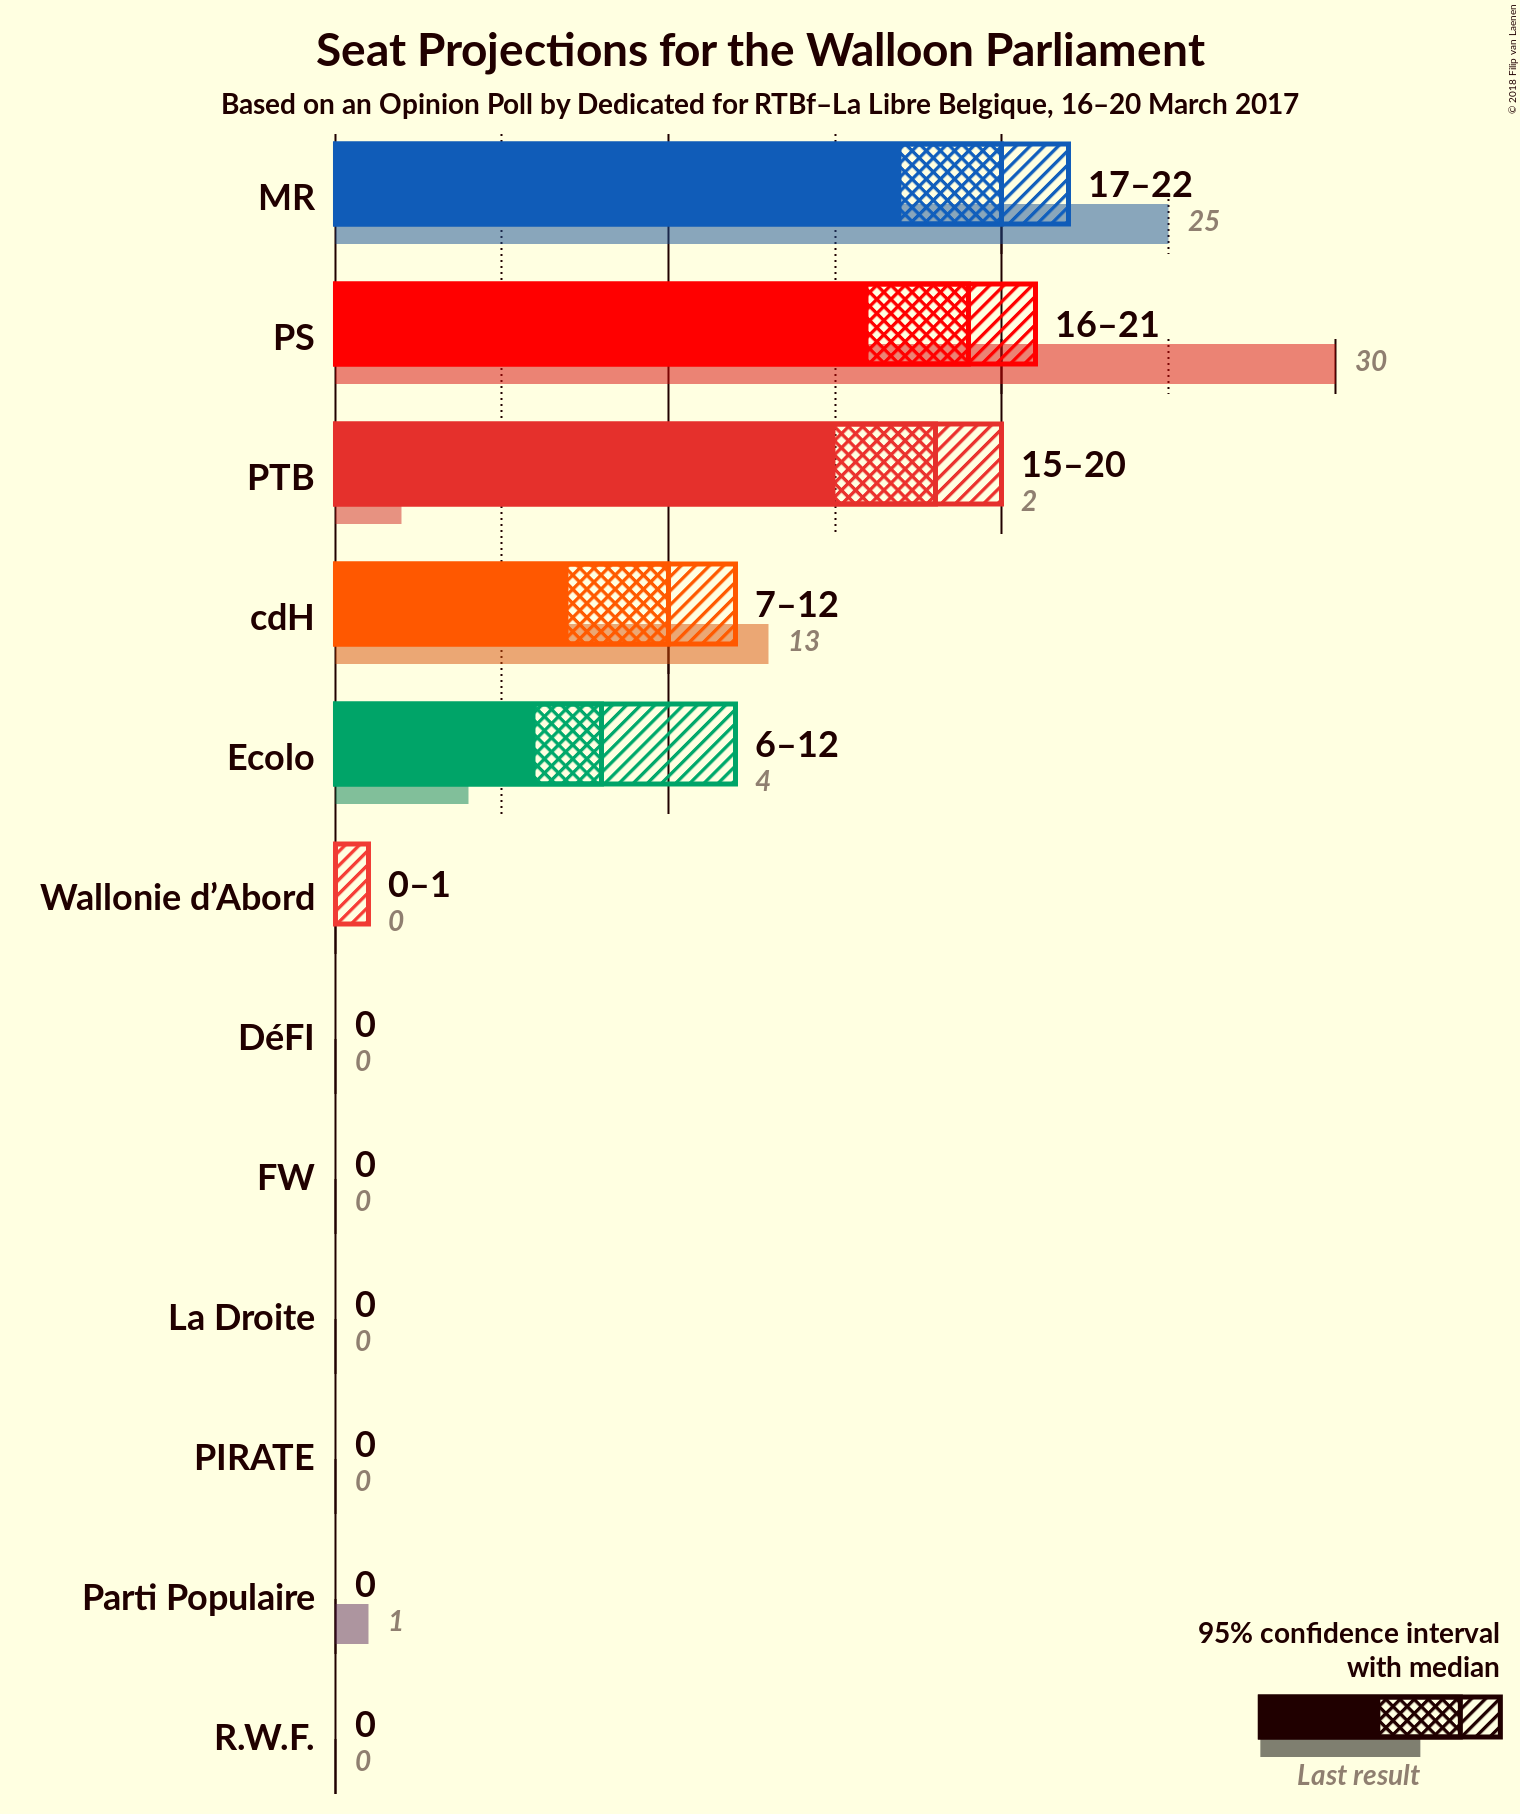 Seat Projections for the Walloon Parliament
Based on an Opinion Poll by Dedicated for RTBf–La Libre Belgique, 16–20 March 2017
© 2018 Filip van Laenen
MR
17–22
25
PS
16–21
30
PTB
15–20
2
cdH
7–12
13
Ecolo
6–12
4
Wallonie d’Abord
0–1
0
DéFI
0
0
FW
0
0
La Droite
0
0
PIRATE
0
0
Parti Populaire
0
1
R.W.F.
0
0
95% confidence interval
with median
Last result